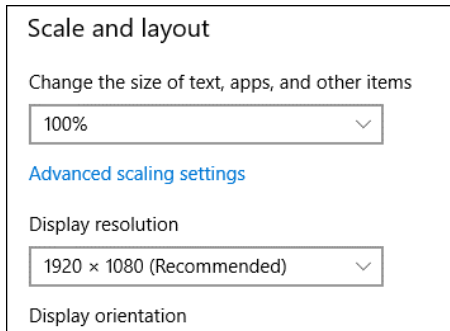 Scale and layout
Change the size of text, apps, and other items
100%
Advanced scaling settings
Display resolution
1920 × 1080 (Recommended)
Display orientation